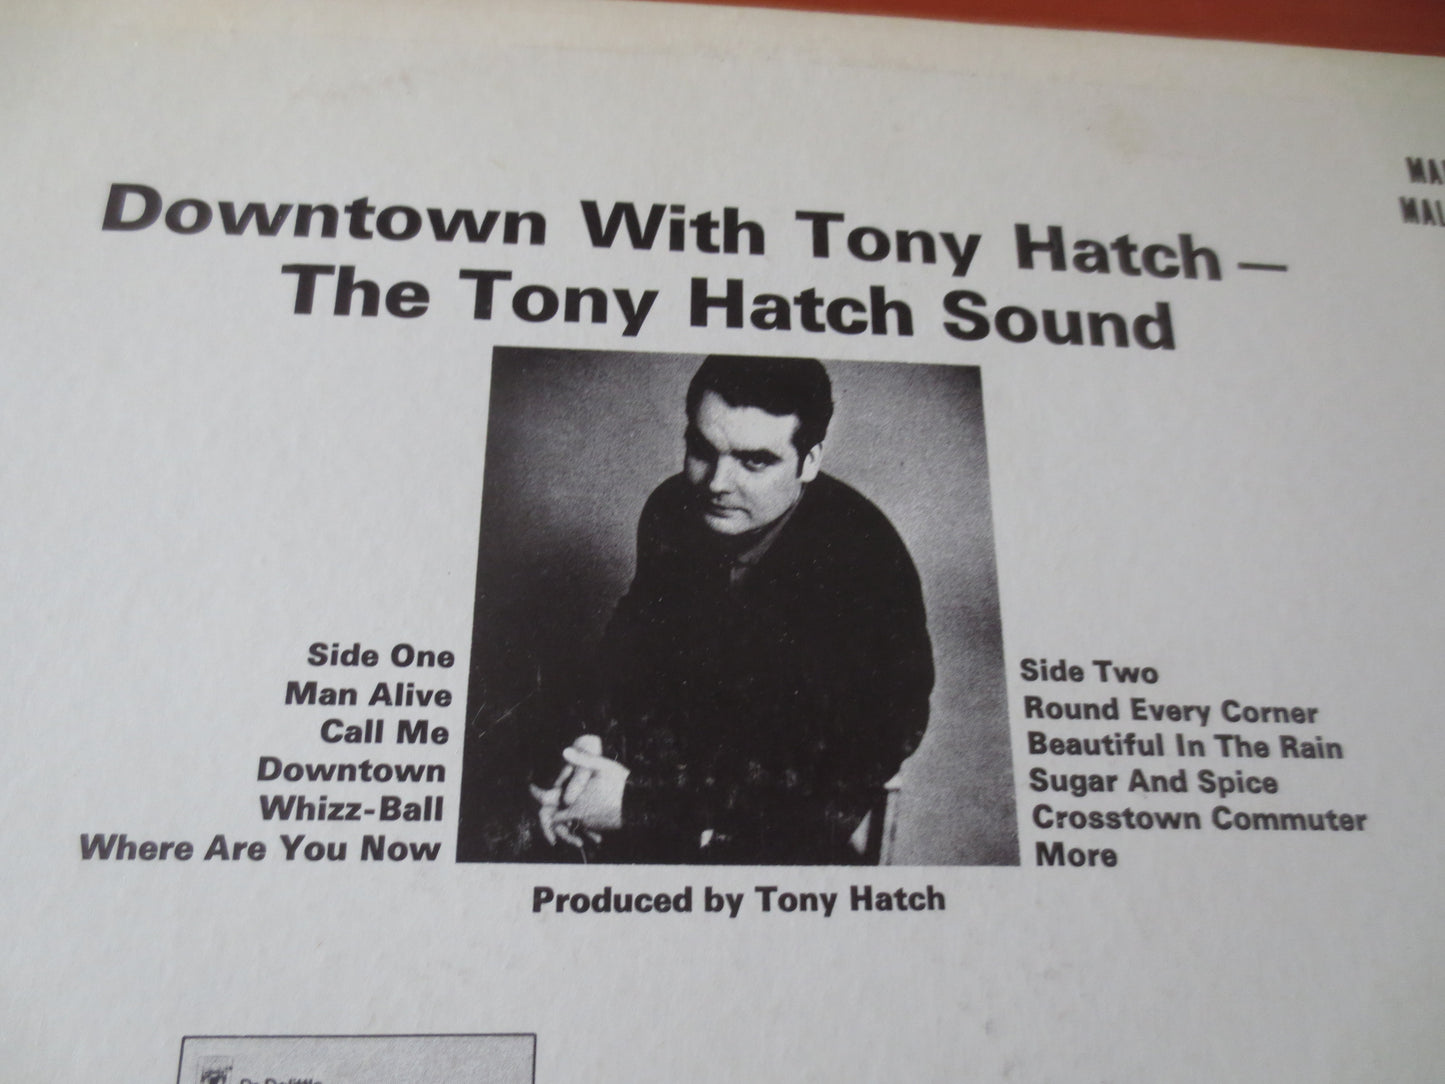 Downtown With Tony Hatch —
The Tony Hatch Sound
Side One
Man Alive
Call Me
Downtown
Whizz-Ball
Where Are You Now
Side Two
Round Every Corner
Beautiful In The Rain
Sugar And Spice
Crosstown Commuter
More
Produced by Tony Hatch